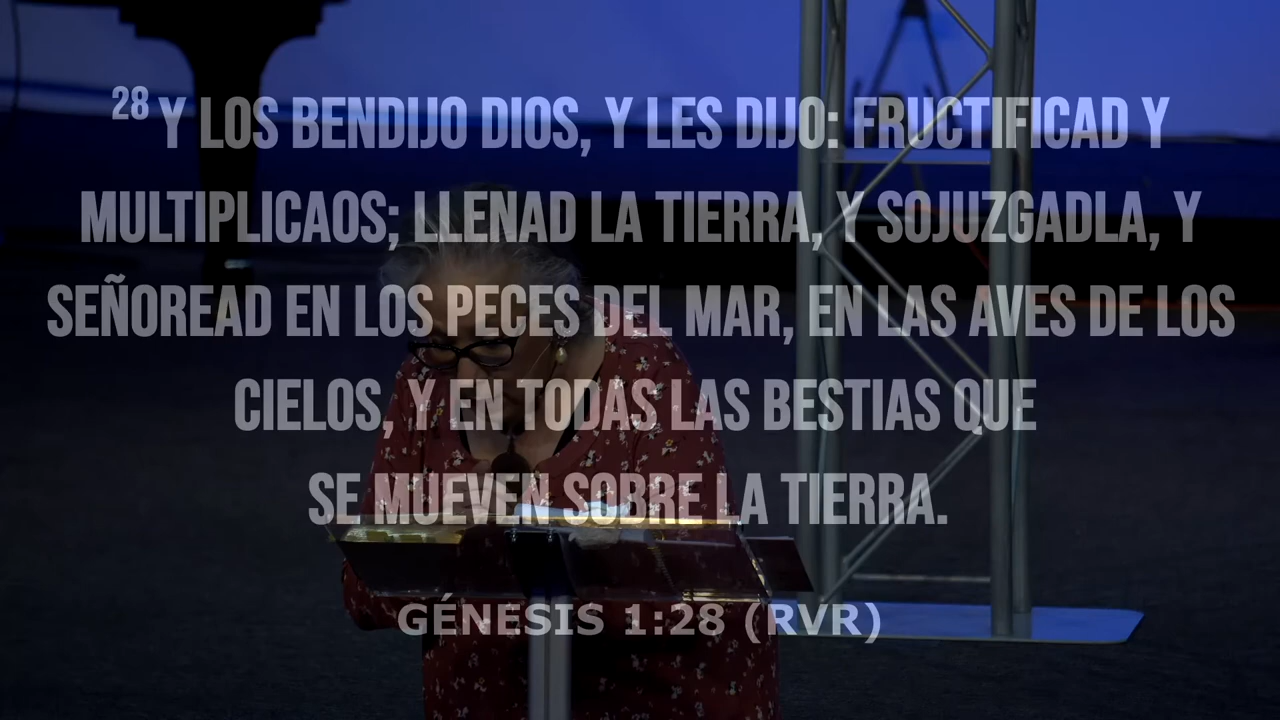 28 Y LOS BENDIJO DIOS, Y LES DIJO: FRUCTIFICAD Y
MULTIPLICAOS; LLENAD LA TIERRA, Y SOJUZGADLA, Y
SEÑOREAD EN LOS PECES DEL MAR, EN LAS AVES DE LOS
CIELOS, Y EN TODAS LAS BESTIAS QUE
SE MUEVEN SOBRE LA TIERRA.
GÉNESIS 1:28 (RVR)